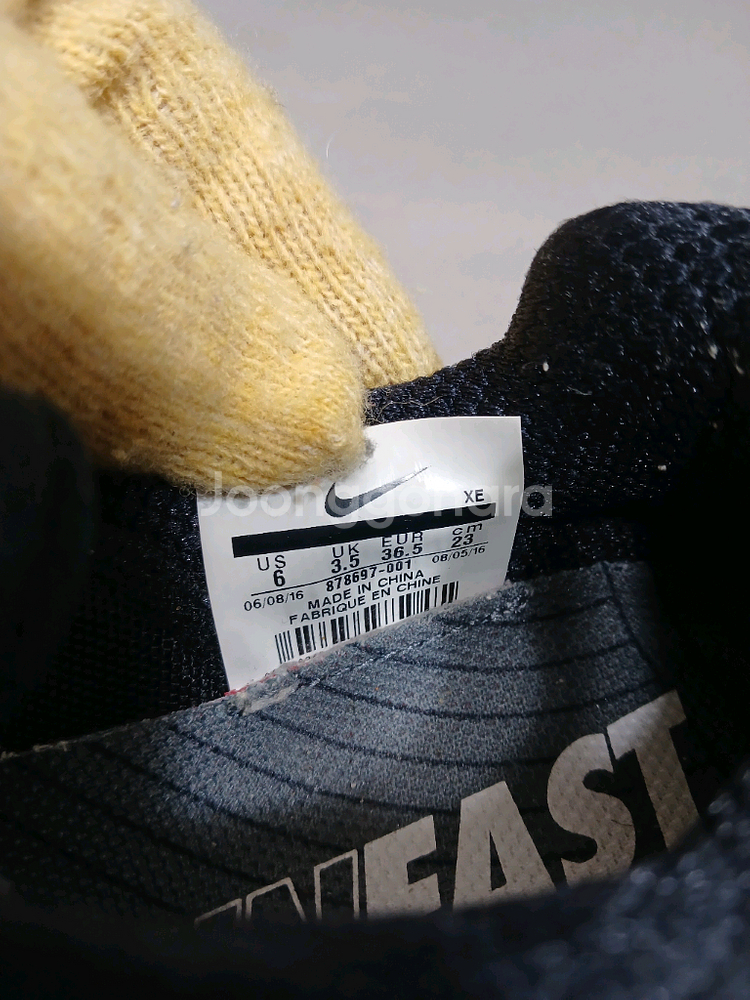 Joonggonara
XE
US UK EUR cm
6 3.5 36.5 23
878697-001
06/08/16 08/05/16
MADE IN CHINA
FABRIQUE EN CHINE
FAST